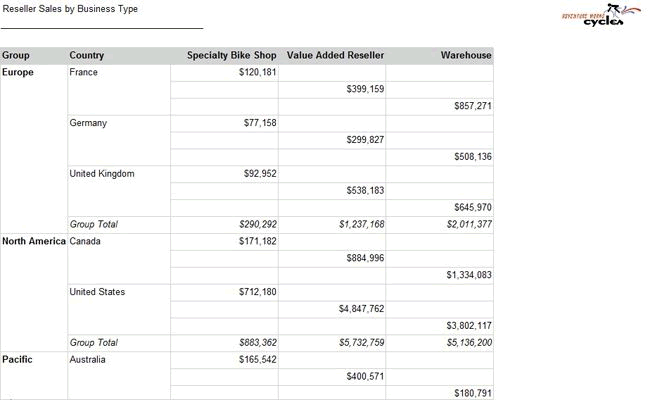 Reseller Sales by Business Type
ADVENTURE WORKS
cycles
Group Country Specialty Bike Shop Value Added Reseller Warehouse
Europe France $120,181
$399,159
$857,271
Germany $77,158
$299,827
$508,136
United Kingdom $92,952
$538,183
$645,970
Group Total $290,292 $1,237,168 $2,011,377
North America Canada $171,182
$884,996
$1,334,083
United States $712,180
$4,847,762
$3,802,117
Group Total $883,362 $5,732,759 $5,136,200
Pacific Australia $165,542
$400,571
$180,791